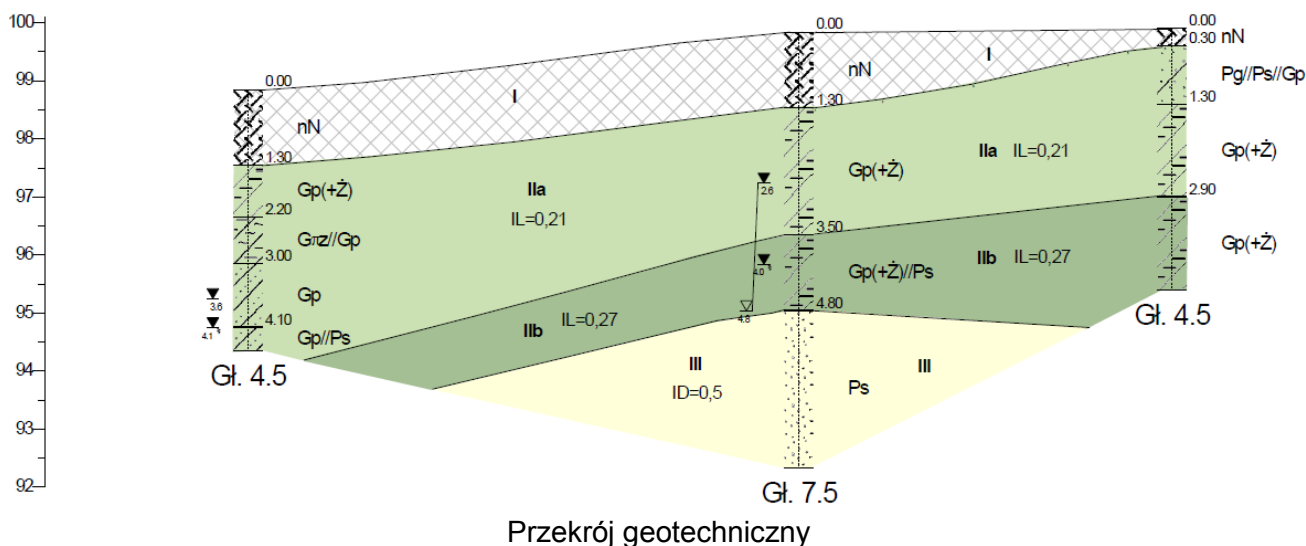 100
99
98
97
96
95
94
93
92
0.00
nN
1.30
Gp(+Ż)
2.20
Gπz//Gp
3.00
Gp
3.6
4.10
4.1
Gp//Ps
Gł. 4.5
I
IIa
IL=0,21
IIb
IL=0,27
III
ID=0,5
0.00
nN
1.30
Gp(+Ż)
2.6
3.50
4.0
Gp(+Ż)//Ps
4.80
4.8
Ps
Gł. 7.5
I
IIa
IL=0,21
IIb
IL=0,27
III
0.00
0.30
nN
Pg//Ps//Gp
1.30
Gp(+Ż)
2.90
Gp(+Ż)
Gł. 4.5
Przekrój geotechniczny